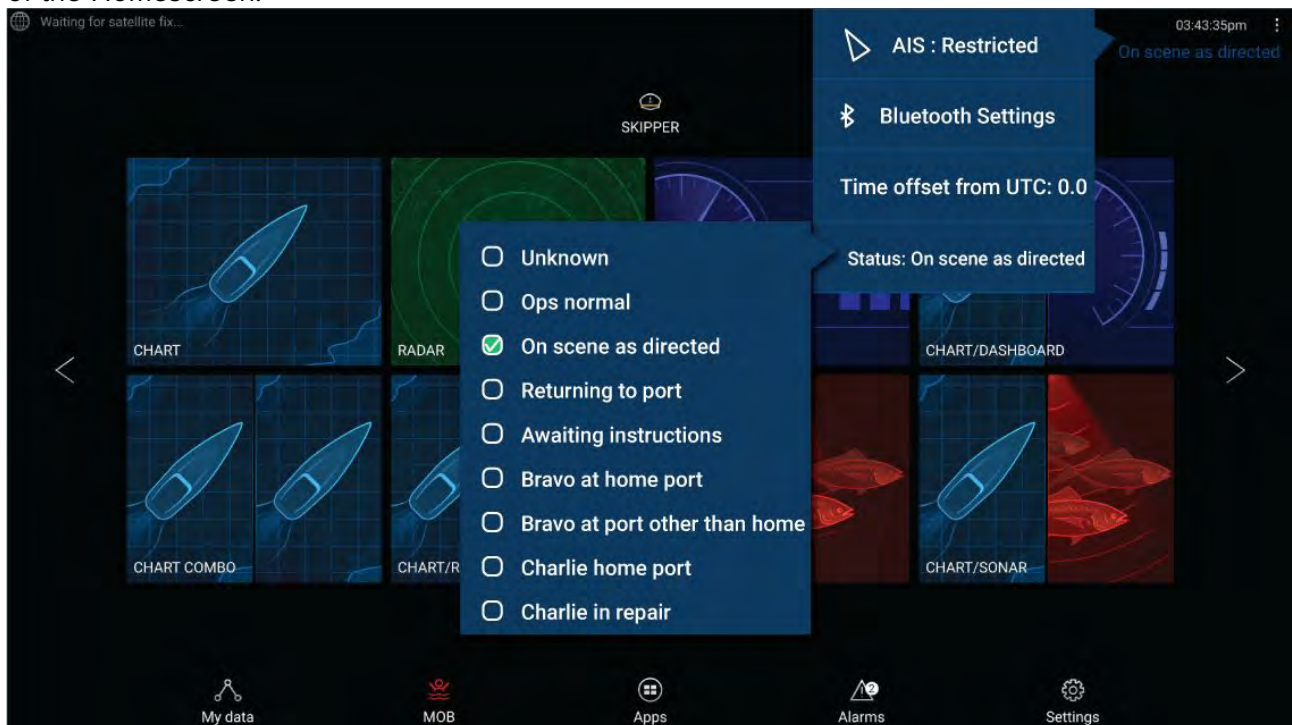 of the Homescreen.
Waiting for satellite fix...
03:43:35pm
On scene as directed
AIS : Restricted
Bluetooth Settings
Time offset from UTC: 0.0
Status: On scene as directed
SKIPPER
Unknown
Ops normal
On scene as directed
Returning to port
Awaiting instructions
Bravo at home port
Bravo at port other than home
Charlie home port
Charlie in repair
CHART
RADAR
CHART/DASHBOARD
CHART COMBO
CHART/R
CHART/SONAR
My data
MOB
Apps
2
Alarms
Settings